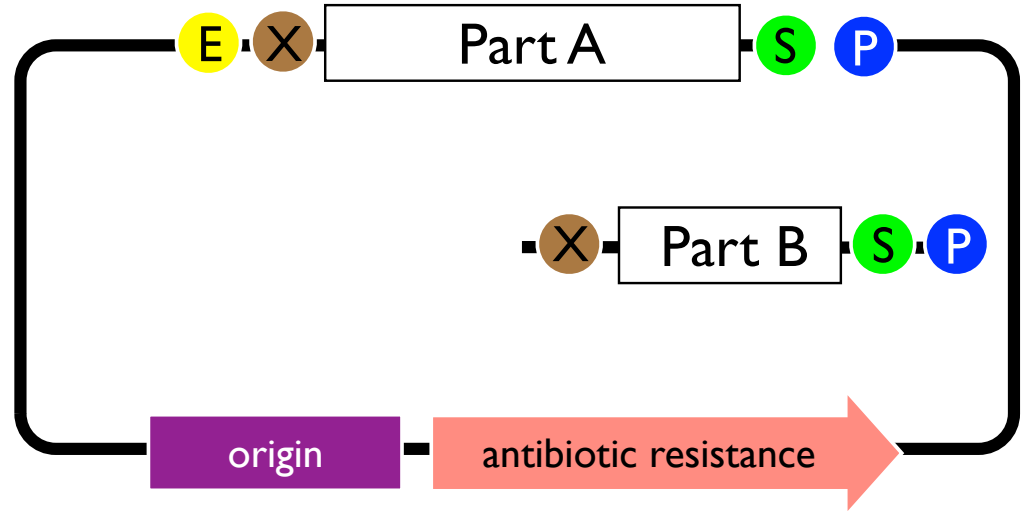 E X Part A S P
X Part B S P
origin antibiotic resistance